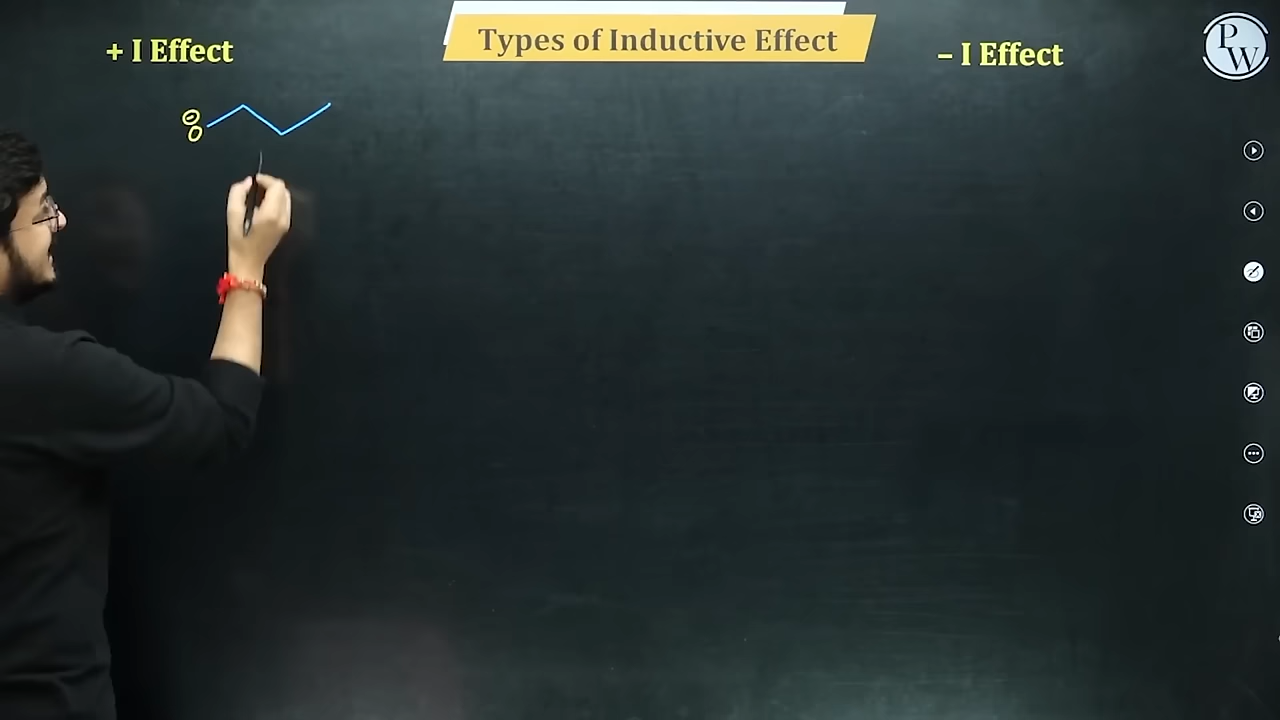 Types of Inductive Effect
+ I Effect
– I Effect
PW
⊖
O